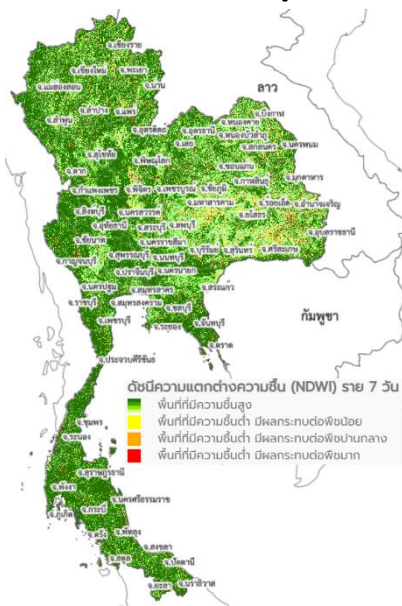 จ.เชียงราย
จ.เชียงใหม่ จ.พะเยา
จ.แม่ฮ่องสอน จ.น่าน
ลาว
จ.ลำปาง จ.แพร่
จ.ลำพูน
จ.อุตรดิตถ์
จ.บึงกาฬ
จ.หนองคาย
จ.อุดรธานี จ.หนองบัวลำภู
จ.เลย จ.สกลนคร จ.นครพนม
จ.สุโขทัย
จ.พิษณุโลก
จ.ตาก
จ.ขอนแก่น
จ.กาฬสินธุ์ จ.มุกดาหาร
จ.กำแพงเพชร
จ.พิจิตร จ.เพชรบูรณ์ จ.ชัยภูมิ
จ.มหาสารคาม จ.ร้อยเอ็ด จ.อำนาจเจริญ
จ.สิงห์บุรี จ.นครสวรรค์
จ.ยโสธร
จ.อุทัยธานี จ.สระบุรี จ.ลพบุรี
จ.อุบลราชธานี
จ.ชัยนาท จ.นครราชสีมา
จ.บุรีรัมย์ จ.สุรินทร์ จ.ศรีสะเกษ
จ.สุพรรณบุรี จ.นนทบุรี
จ.กาญจนบุรี
จ.ปราจีนบุรี จ.นครนายก
จ.นครปฐม จ.สมุทรสาคร จ.สระแก้ว
จ.ราชบุรี จ.สมุทรสงคราม
จ.ชลบุรี
กัมพูชา
จ.เพชรบุรี
จ.ระยอง จ.จันทบุรี
จ.ตราด
จ.ประจวบคีรีขันธ์
ดัชนีความแตกต่างความชื้น (NDWI) ราย 7 วัน
พื้นที่ที่มีความชื้นสูง
พื้นที่ที่มีความชื้นต่ำ มีผลกระทบต่อพืชน้อย
พื้นที่ที่มีความชื้นต่ำ มีผลกระทบต่อพืชปานกลาง
พื้นที่ที่มีความชื้นต่ำ มีผลกระทบต่อพืชมาก
จ.ชุมพร
จ.ระนอง
จ.สุราษฎร์ธานี
จ.พังงา
จ.นครศรีธรรมราช
จ.กระบี่
จ.ภูเก็ต
จ.ตรัง จ.พัทลุง
จ.สงขลา
จ.สตูล จ.ปัตตานี
จ.ยะลา จ.นราธิวาส